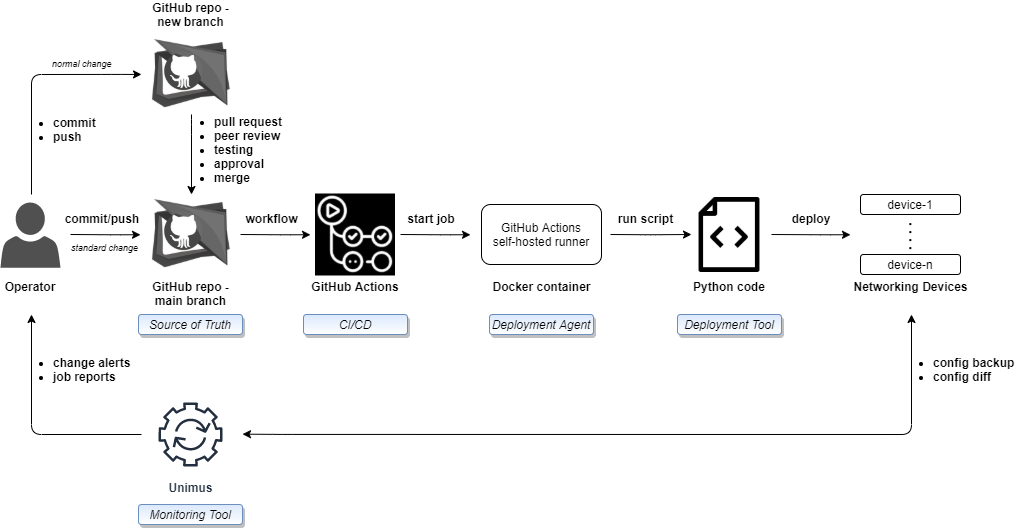 GitHub repo -
new branch
normal change
• commit
• push
• pull request
• peer review
• testing
• approval
• merge
commit/push
standard change
workflow
start job
GitHub Actions
self-hosted runner
run script
deploy
device-1
device-n
Operator
GitHub repo -
main branch
GitHub Actions
Docker container
Python code
Networking Devices
Source of Truth
CI/CD
Deployment Agent
Deployment Tool
• change alerts
• job reports
• config backup
• config diff
Unimus
Monitoring Tool